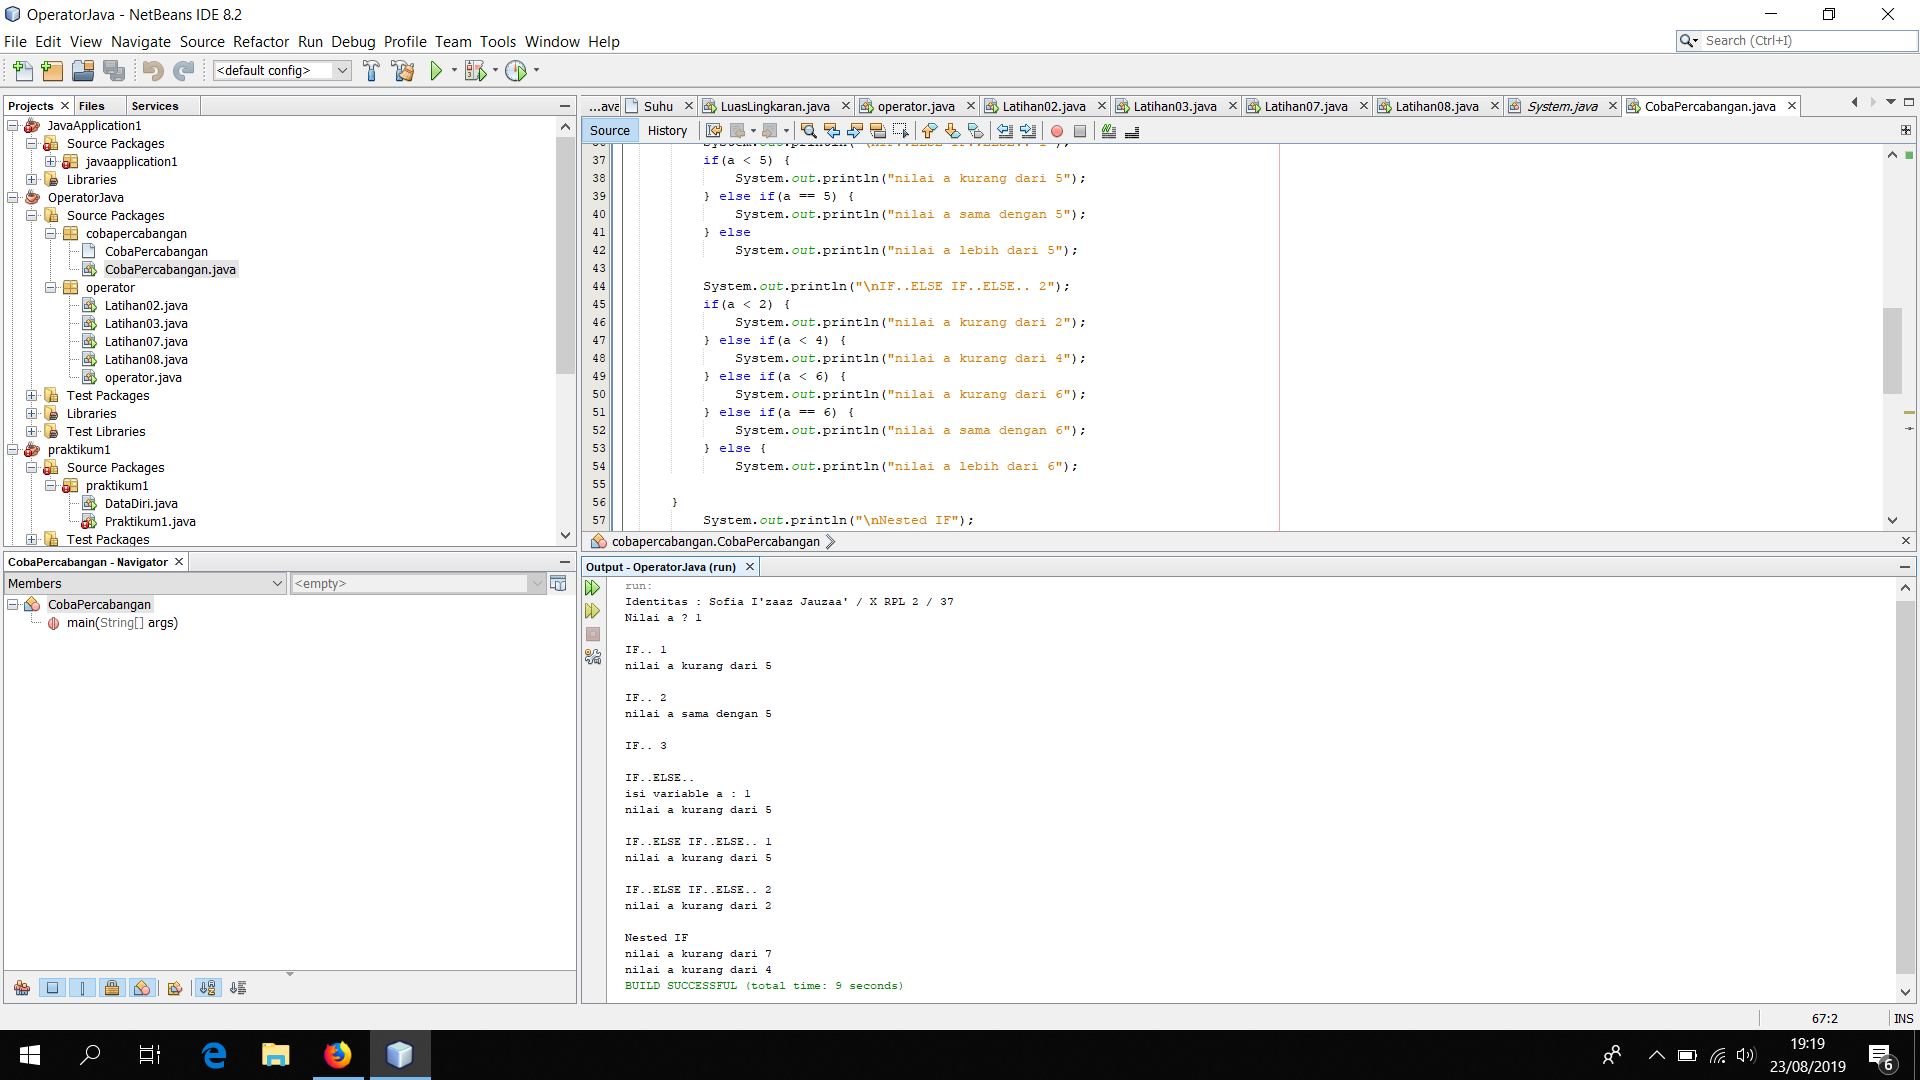 OperatorJava - NetBeans IDE 8.2
File Edit View Navigate Source Refactor Run Debug Profile Team Tools Window Help
Search (Ctrl+I)
<default config>
Projects Files Services
JavaApplication1
Source Packages
javaapplication1
Libraries
OperatorJava
Source Packages
cobapercabangan
CobaPercabangan
CobaPercabangan.java
operator
Latihan02.java
Latihan03.java
Latihan07.java
Latihan08.java
operator.java
Test Packages
Libraries
Test Libraries
praktikum1
Source Packages
praktikum1
DataDiri.java
Praktikum1.java
Test Packages
CobaPercabangan - Navigator
Members <empty>
CobaPercabangan
main(String[] args)
...ava Suhu LuasLingkaran.java operator.java Latihan02.java Latihan03.java Latihan07.java Latihan08.java System.java CobaPercabangan.java
Source History
36 System.out.println("\nIF..ELSE IF..ELSE.. 1");
37 if(a < 5) {
38 System.out.println("nilai a kurang dari 5");
39 } else if(a == 5) {
40 System.out.println("nilai a sama dengan 5");
41 } else
42 System.out.println("nilai a lebih dari 5");
43
44 System.out.println("\nIF..ELSE IF..ELSE.. 2");
45 if(a < 2) {
46 System.out.println("nilai a kurang dari 2");
47 } else if(a < 4) {
48 System.out.println("nilai a kurang dari 4");
49 } else if(a < 6) {
50 System.out.println("nilai a kurang dari 6");
51 } else if(a == 6) {
52 System.out.println("nilai a sama dengan 6");
53 } else {
54 System.out.println("nilai a lebih dari 6");
55
56 }
57 System.out.println("\nNested IF");
cobapercabangan.CobaPercabangan
Output - OperatorJava (run)
run:
Identitas : Sofia I'zaaz Jauzaa' / X RPL 2 / 37
Nilai a ? 1
IF.. 1
nilai a kurang dari 5
IF.. 2
nilai a sama dengan 5
IF.. 3
IF..ELSE..
isi variable a : 1
nilai a kurang dari 5
IF..ELSE IF..ELSE.. 1
nilai a kurang dari 5
IF..ELSE IF..ELSE.. 2
nilai a kurang dari 2
Nested IF
nilai a kurang dari 7
nilai a kurang dari 4
BUILD SUCCESSFUL (total time: 9 seconds)
67:2 INS
19:19
23/08/2019
6